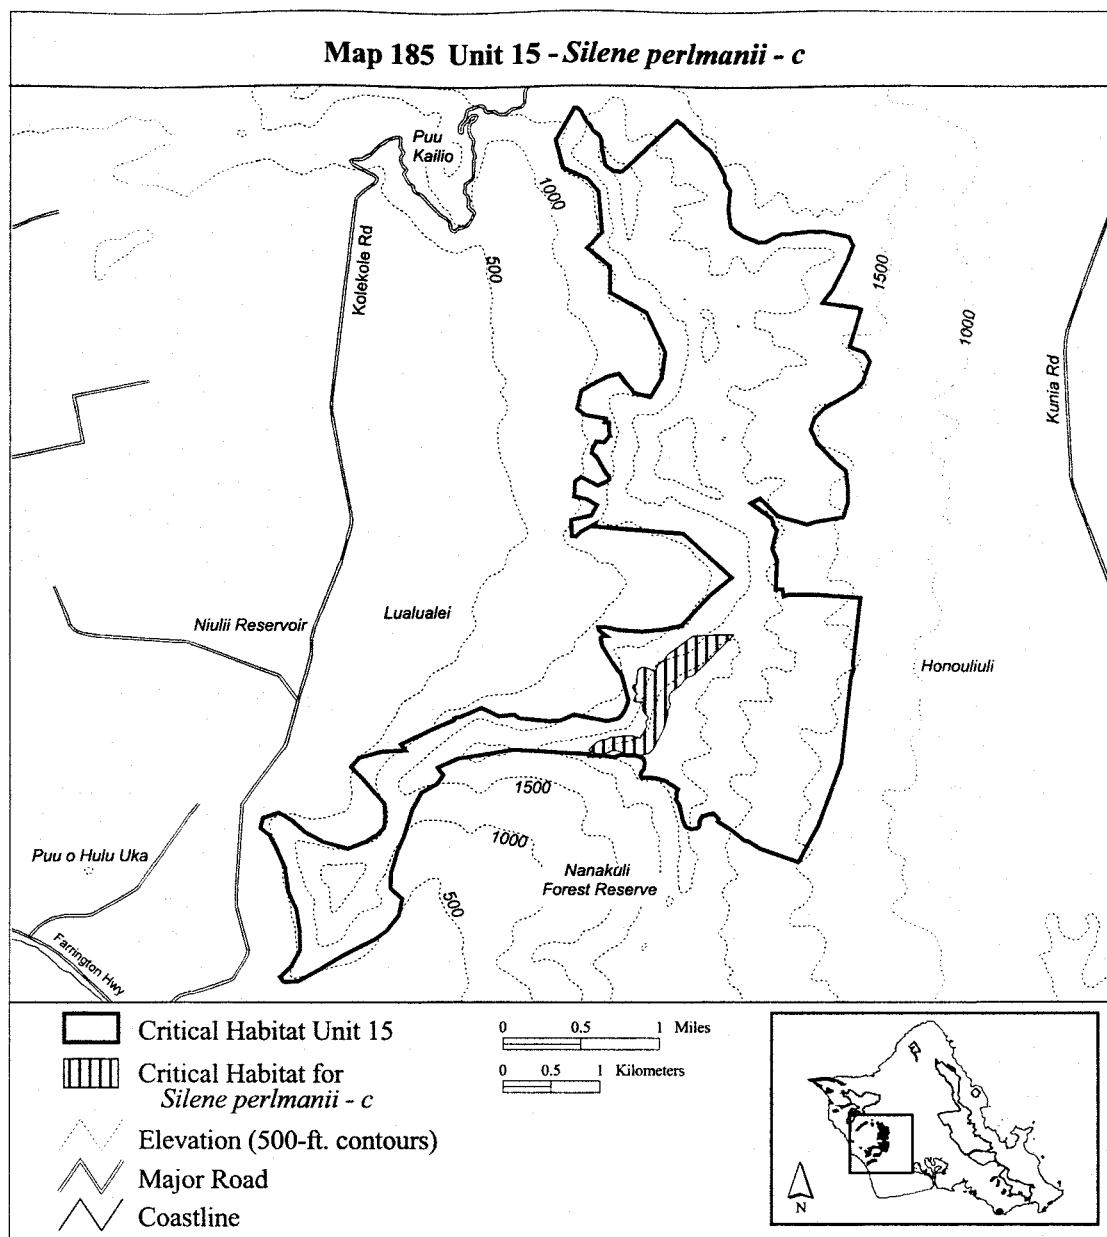 Map 185 Unit 15 - Silene perlmanii - c
Puu
Kailio
1000
500
Kolekole Rd
1500
1000
Kunia Rd
Niulii Reservoir
Lualualei
Honouliuli
1500
1000
Puu o Hulu Uka
Nanakuli
Forest Reserve
500
Farrington Hwy
Critical Habitat Unit 15
Critical Habitat for
Silene perlmanii - c
Elevation (500-ft. contours)
Major Road
Coastline
0 0.5 1 Miles
0 0.5 1 Kilometers
N